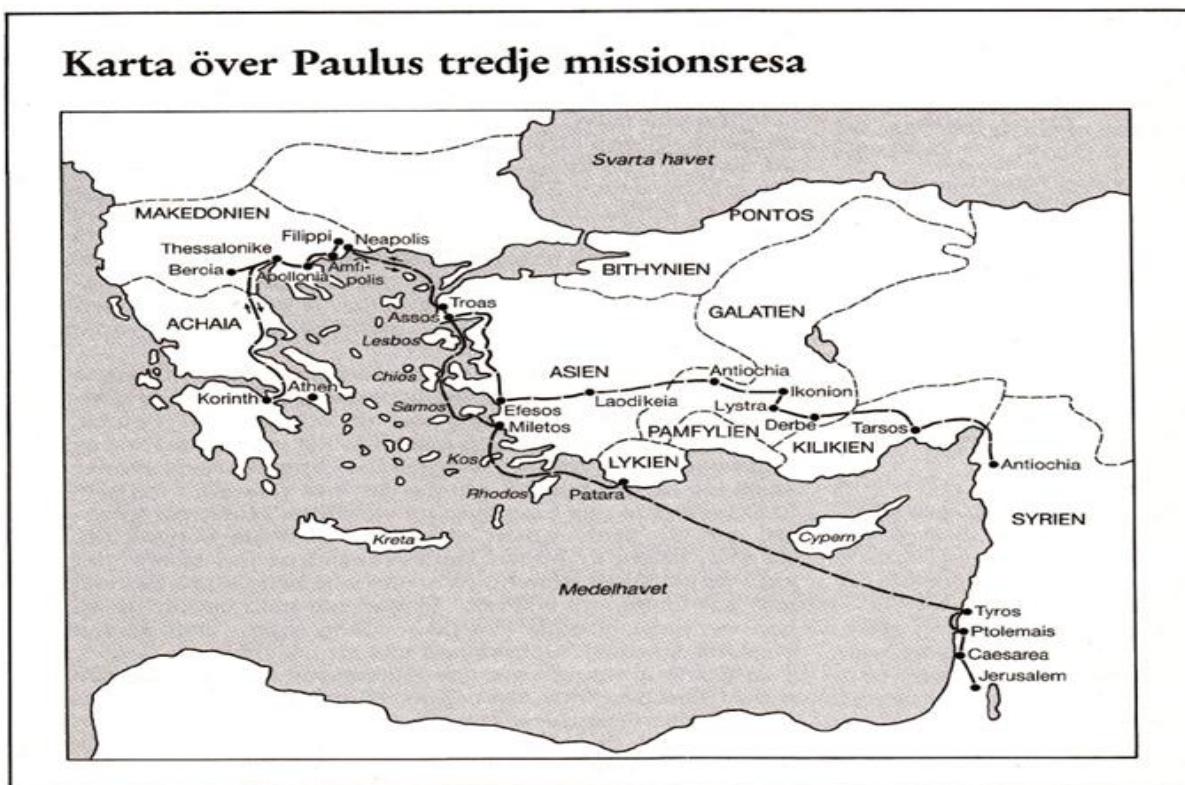 Karta över Paulus tredje missionsresa
Svarta havet
MAKEDONIEN
PONTOS
Filippi
Neapolis
Thessalonike
Beroia
Apollonia
Amfi-
polis
BITHYNIEN
GALATIEN
Troas
Assos
ACHAIA
Lesbos
ASIEN
Antiochia
Chios
Athen
Korinth
Ikonion
Laodikeia
Lystra
Samos
Efesos
Miletos
Derbe
Tarsos
PAMFYLIEN
KILIKIEN
Kos
LYKIEN
Antiochia
Rhodos
Patara
SYRIEN
Kreta
Cypern
Medelhavet
Tyros
Ptolemais
Caesarea
Jerusalem